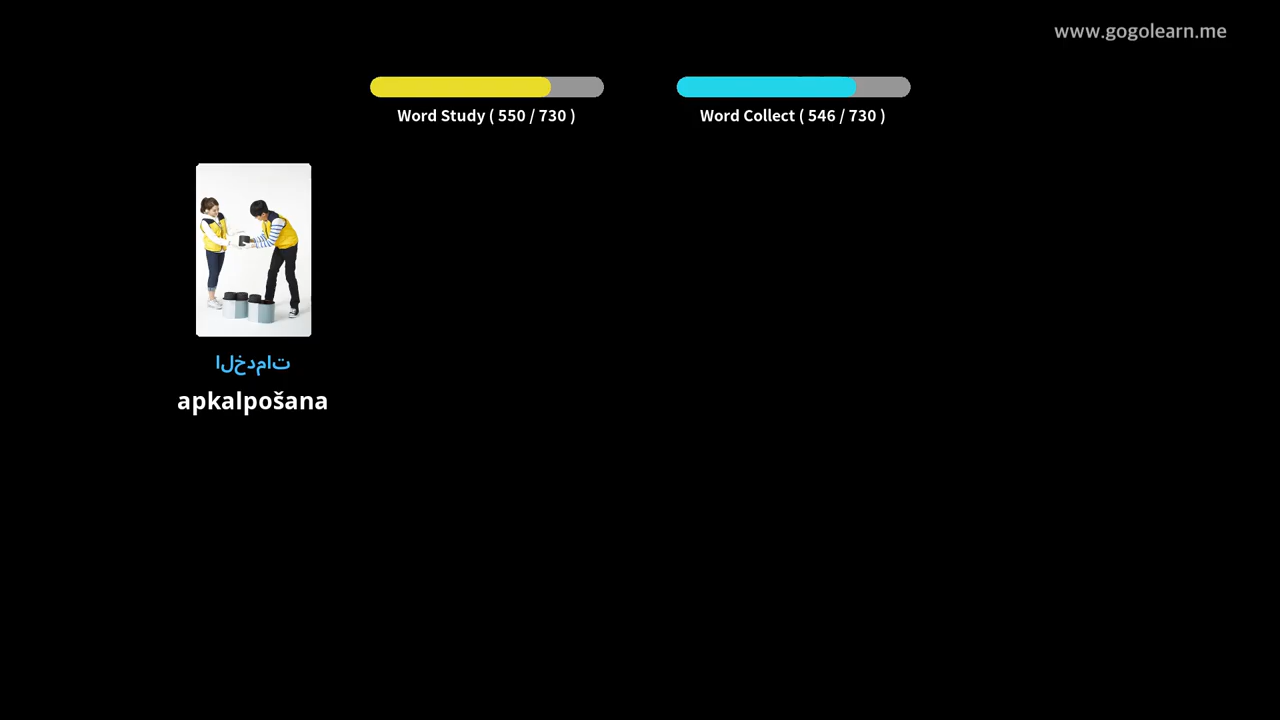 www.gogolearn.me
Word Study ( 550 / 730 )
Word Collect ( 546 / 730 )
الخدمات
apkalpošana